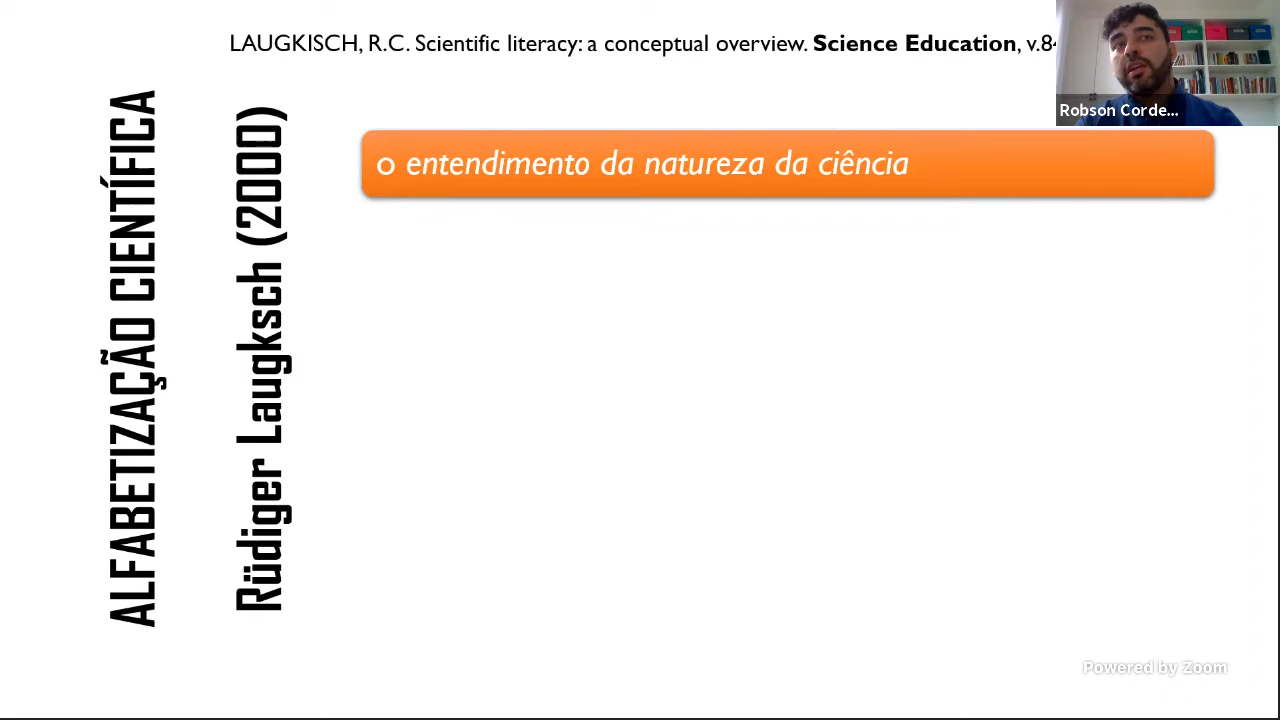 LAUGKISCH, R.C. Scientific literacy: a conceptual overview. Science Education, v.84
Robson Corde...
ALFABETIZAÇÃO CIENTÍFICA
Rüdiger Laugksch (2000)
o entendimento da natureza da ciência
Powered by Zoom